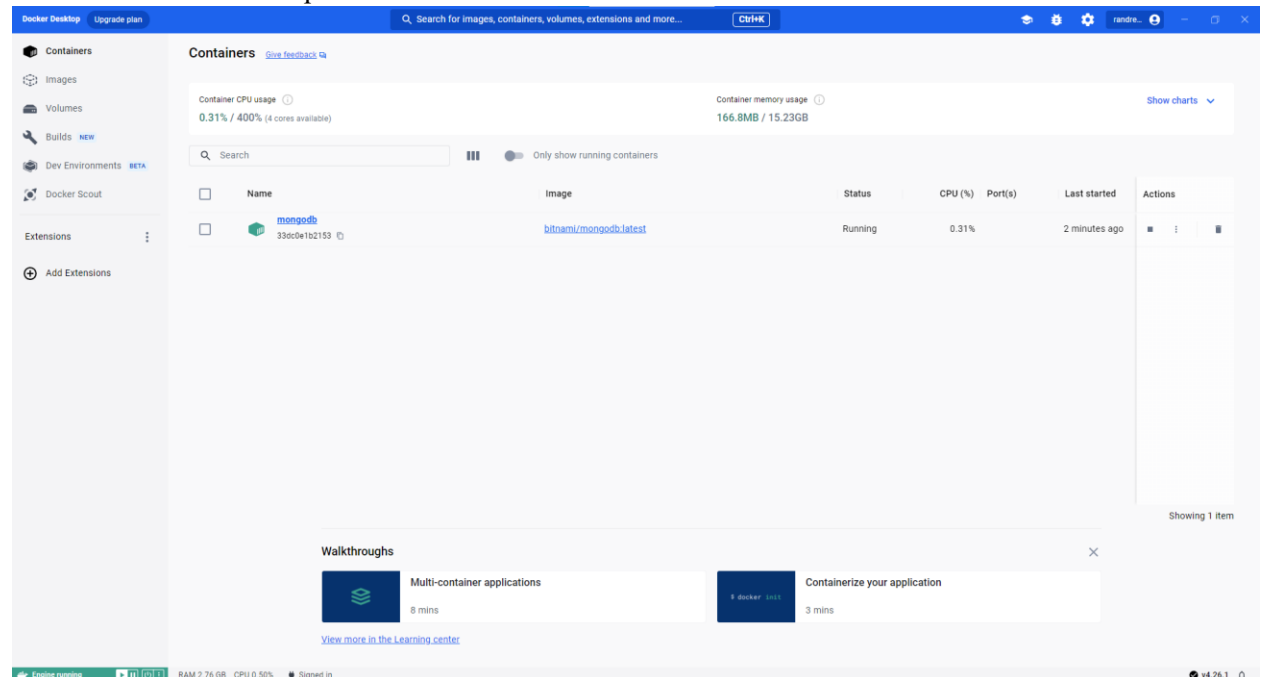 Docker Desktop Upgrade plan Search for images, containers, volumes, extensions and more... Ctrl+K randre..
Containers
Images
Volumes
Builds NEW
Dev Environments BETA
Docker Scout
Extensions
Add Extensions
Containers Give feedback
Container CPU usage
0.31% / 400% (4 cores available)
Container memory usage
166.8MB / 15.23GB
Show charts
Search Only show running containers
Name Image Status CPU (%) Port(s) Last started Actions
mongodb
33dc0e1b2153
bitnami/mongodb:latest Running 0.31% 2 minutes ago
Showing 1 item
Walkthroughs
Multi-container applications
8 mins
$ docker init
Containerize your application
3 mins
View more in the Learning center
Engine running RAM 2.76 GB CPU 0.50% Signed in v4.26.1